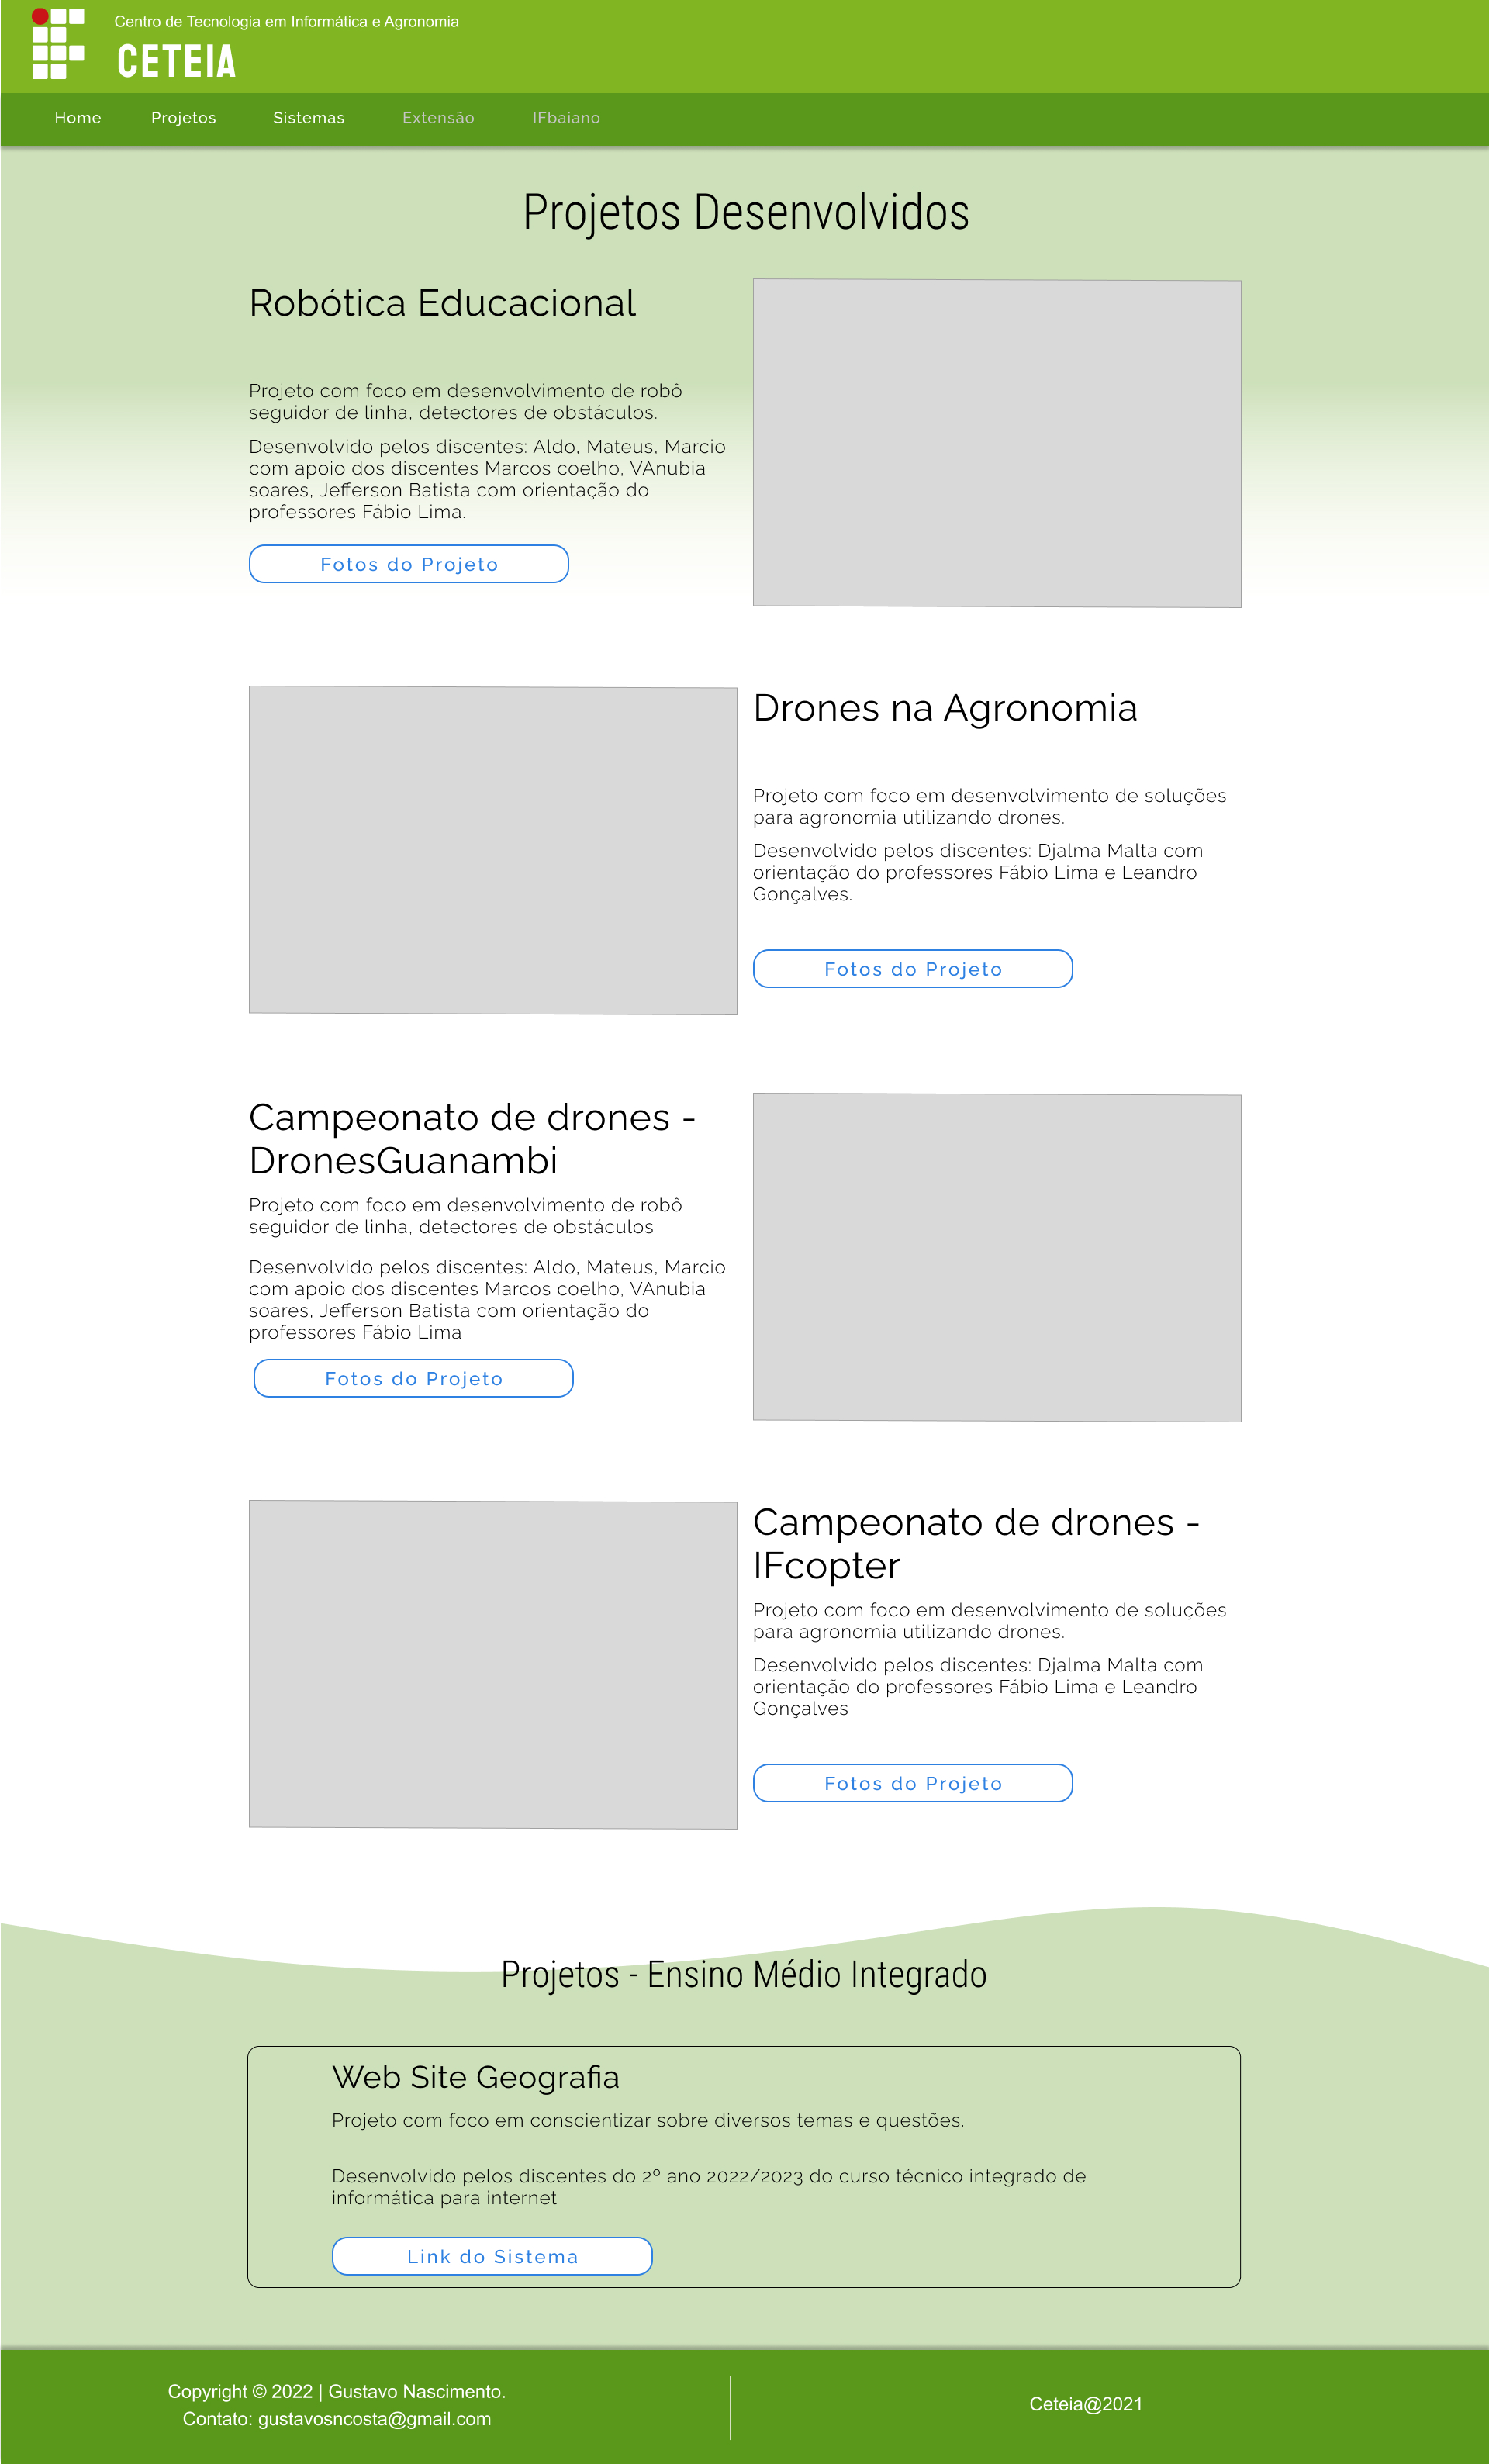 Centro de Tecnologia em Informática e Agronomia
CETEIA
Home Projetos Sistemas Extensão IFbaiano
Projetos Desenvolvidos
Robótica Educacional
Projeto com foco em desenvolvimento de robô
seguidor de linha, detectores de obstáculos.
Desenvolvido pelos discentes: Aldo, Mateus, Marcio
com apoio dos discentes Marcos coelho, VAnubia
soares, Jefferson Batista com orientação do
professores Fábio Lima.
Fotos do Projeto
Drones na Agronomia
Projeto com foco em desenvolvimento de soluções
para agronomia utilizando drones.
Desenvolvido pelos discentes: Djalma Malta com
orientação do professores Fábio Lima e Leandro
Gonçalves.
Fotos do Projeto
Campeonato de drones -
DronesGuanambi
Projeto com foco em desenvolvimento de robô
seguidor de linha, detectores de obstáculos
Desenvolvido pelos discentes: Aldo, Mateus, Marcio
com apoio dos discentes Marcos coelho, VAnubia
soares, Jefferson Batista com orientação do
professores Fábio Lima
Fotos do Projeto
Campeonato de drones -
IFcopter
Projeto com foco em desenvolvimento de soluções
para agronomia utilizando drones.
Desenvolvido pelos discentes: Djalma Malta com
orientação do professores Fábio Lima e Leandro
Gonçalves
Fotos do Projeto
Projetos - Ensino Médio Integrado
Web Site Geografia
Projeto com foco em conscientizar sobre diversos temas e questões.
Desenvolvido pelos discentes do 2º ano 2022/2023 do curso técnico integrado de
informática para internet
Link do Sistema
Copyright © 2022 | Gustavo Nascimento.
Contato: gustavosncosta@gmail.com
Ceteia@2021